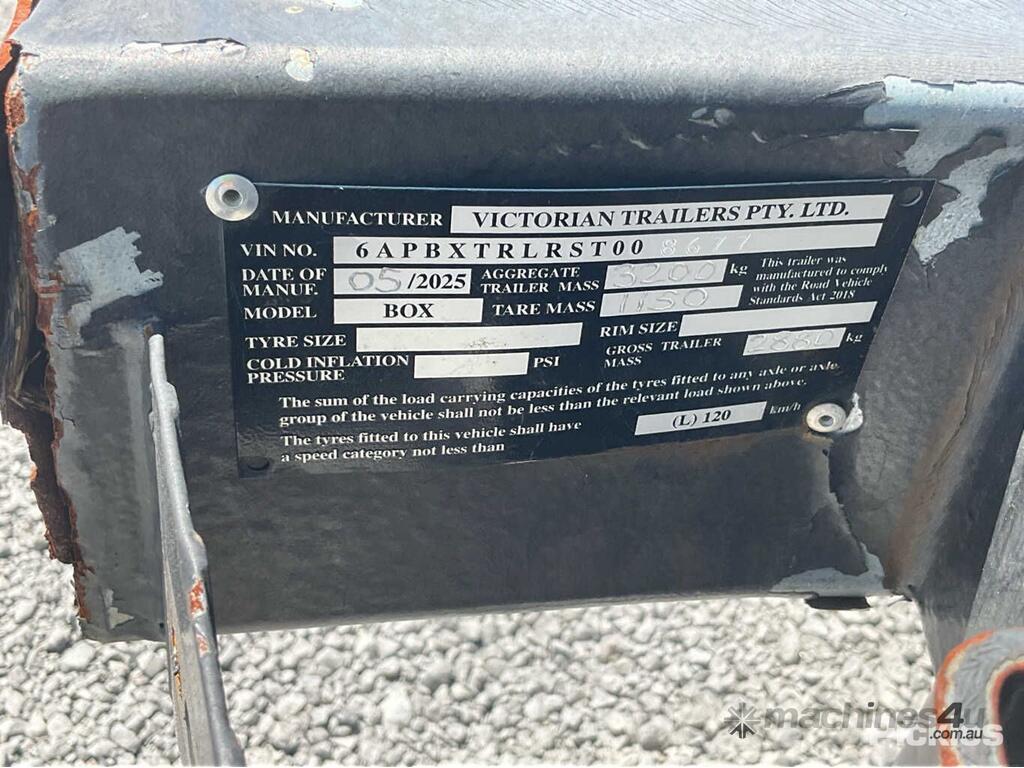 MANUFACTURER VICTORIAN TRAILERS PTY. LTD.
VIN NO. 6APBXTRLRST008677
DATE OF MANUF. 05/2025 AGGREGATE TRAILER MASS 3200 kg This trailer was manufactured to comply with the Road Vehicle Standards Act 2018
MODEL BOX TARE MASS 1150
TYRE SIZE RIM SIZE
COLD INFLATION PRESSURE PSI GROSS TRAILER MASS 2880 kg
The sum of the load carrying capacities of the tyres fitted to any axle or axle
group of the vehicle shall not be less than the relevant load shown above.
The tyres fitted to this vehicle shall have
a speed category not less than (L) 120 km/h
machines4u
.com.au
PICKLES